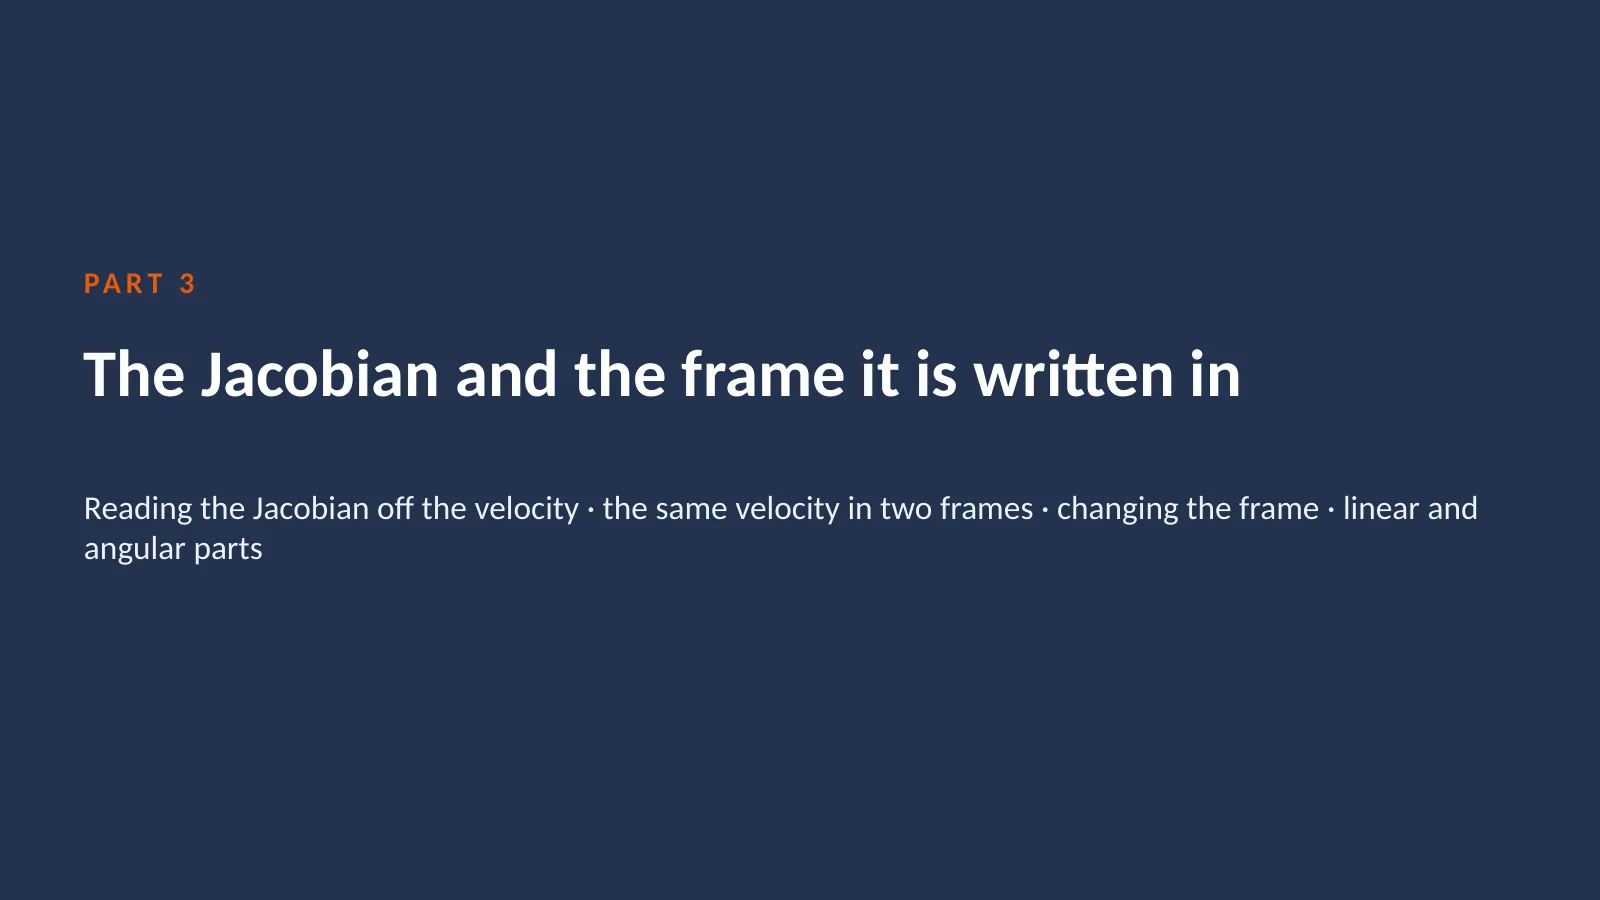 PART 3
The Jacobian and the frame it is written in
Reading the Jacobian off the velocity · the same velocity in two frames · changing the frame · linear and
angular parts